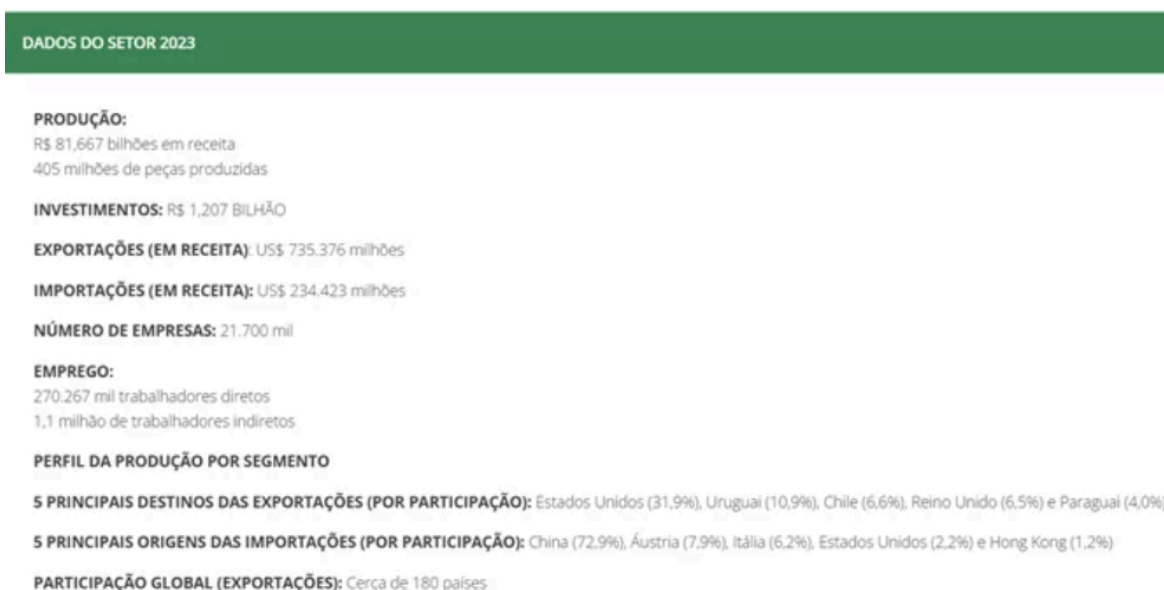 DADOS DO SETOR 2023
PRODUÇÃO:
R$ 81,667 bilhões em receita
405 milhões de peças produzidas
INVESTIMENTOS: R$ 1,207 BILHÃO
EXPORTAÇÕES (EM RECEITA): US$ 735.376 milhões
IMPORTAÇÕES (EM RECEITA): US$ 234.423 milhões
NÚMERO DE EMPRESAS: 21.700 mil
EMPREGO:
270.267 mil trabalhadores diretos
1,1 milhão de trabalhadores indiretos
PERFIL DA PRODUÇÃO POR SEGMENTO
5 PRINCIPAIS DESTINOS DAS EXPORTAÇÕES (POR PARTICIPAÇÃO): Estados Unidos (31,9%), Uruguai (10,9%), Chile (6,6%), Reino Unido (6,5%) e Paraguai (4,0%)
5 PRINCIPAIS ORIGENS DAS IMPORTAÇÕES (POR PARTICIPAÇÃO): China (72,9%), Áustria (7,9%), Itália (6,2%), Estados Unidos (2,2%) e Hong Kong (1,2%)
PARTICIPAÇÃO GLOBAL (EXPORTAÇÕES): Cerca de 180 países